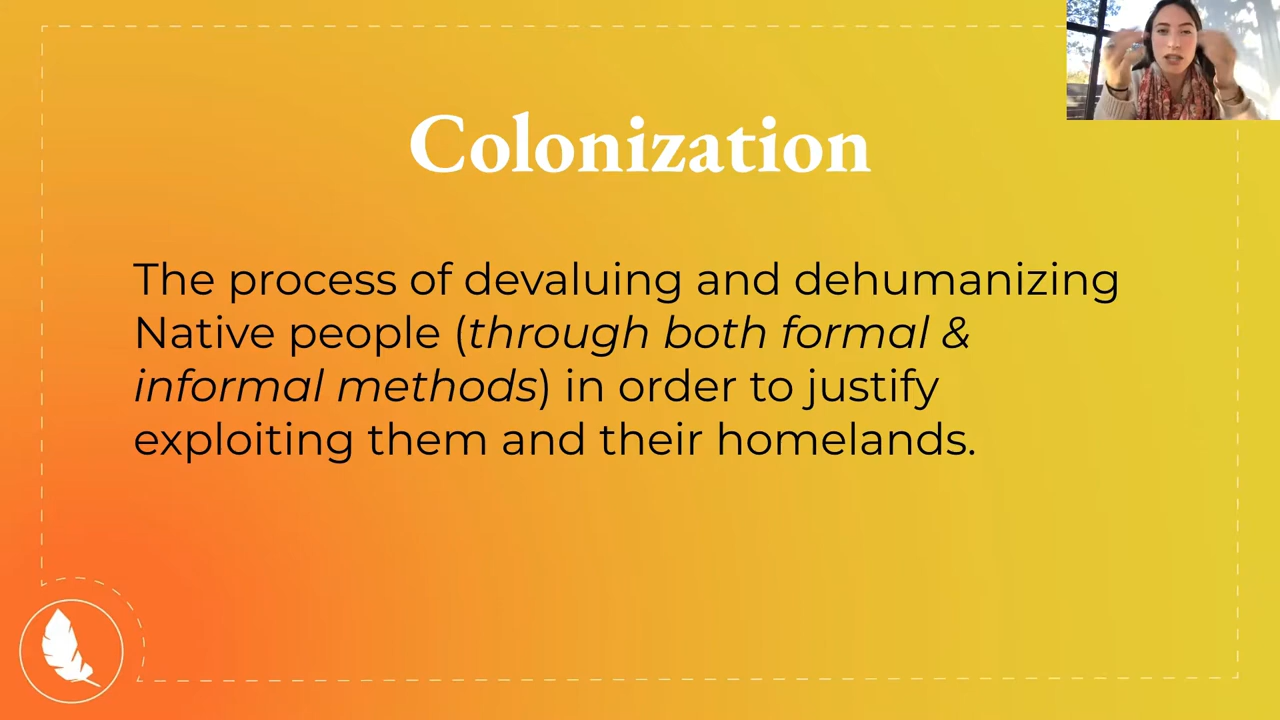 Colonization
The process of devaluing and dehumanizing
Native people (through both formal &
informal methods) in order to justify
exploiting them and their homelands.